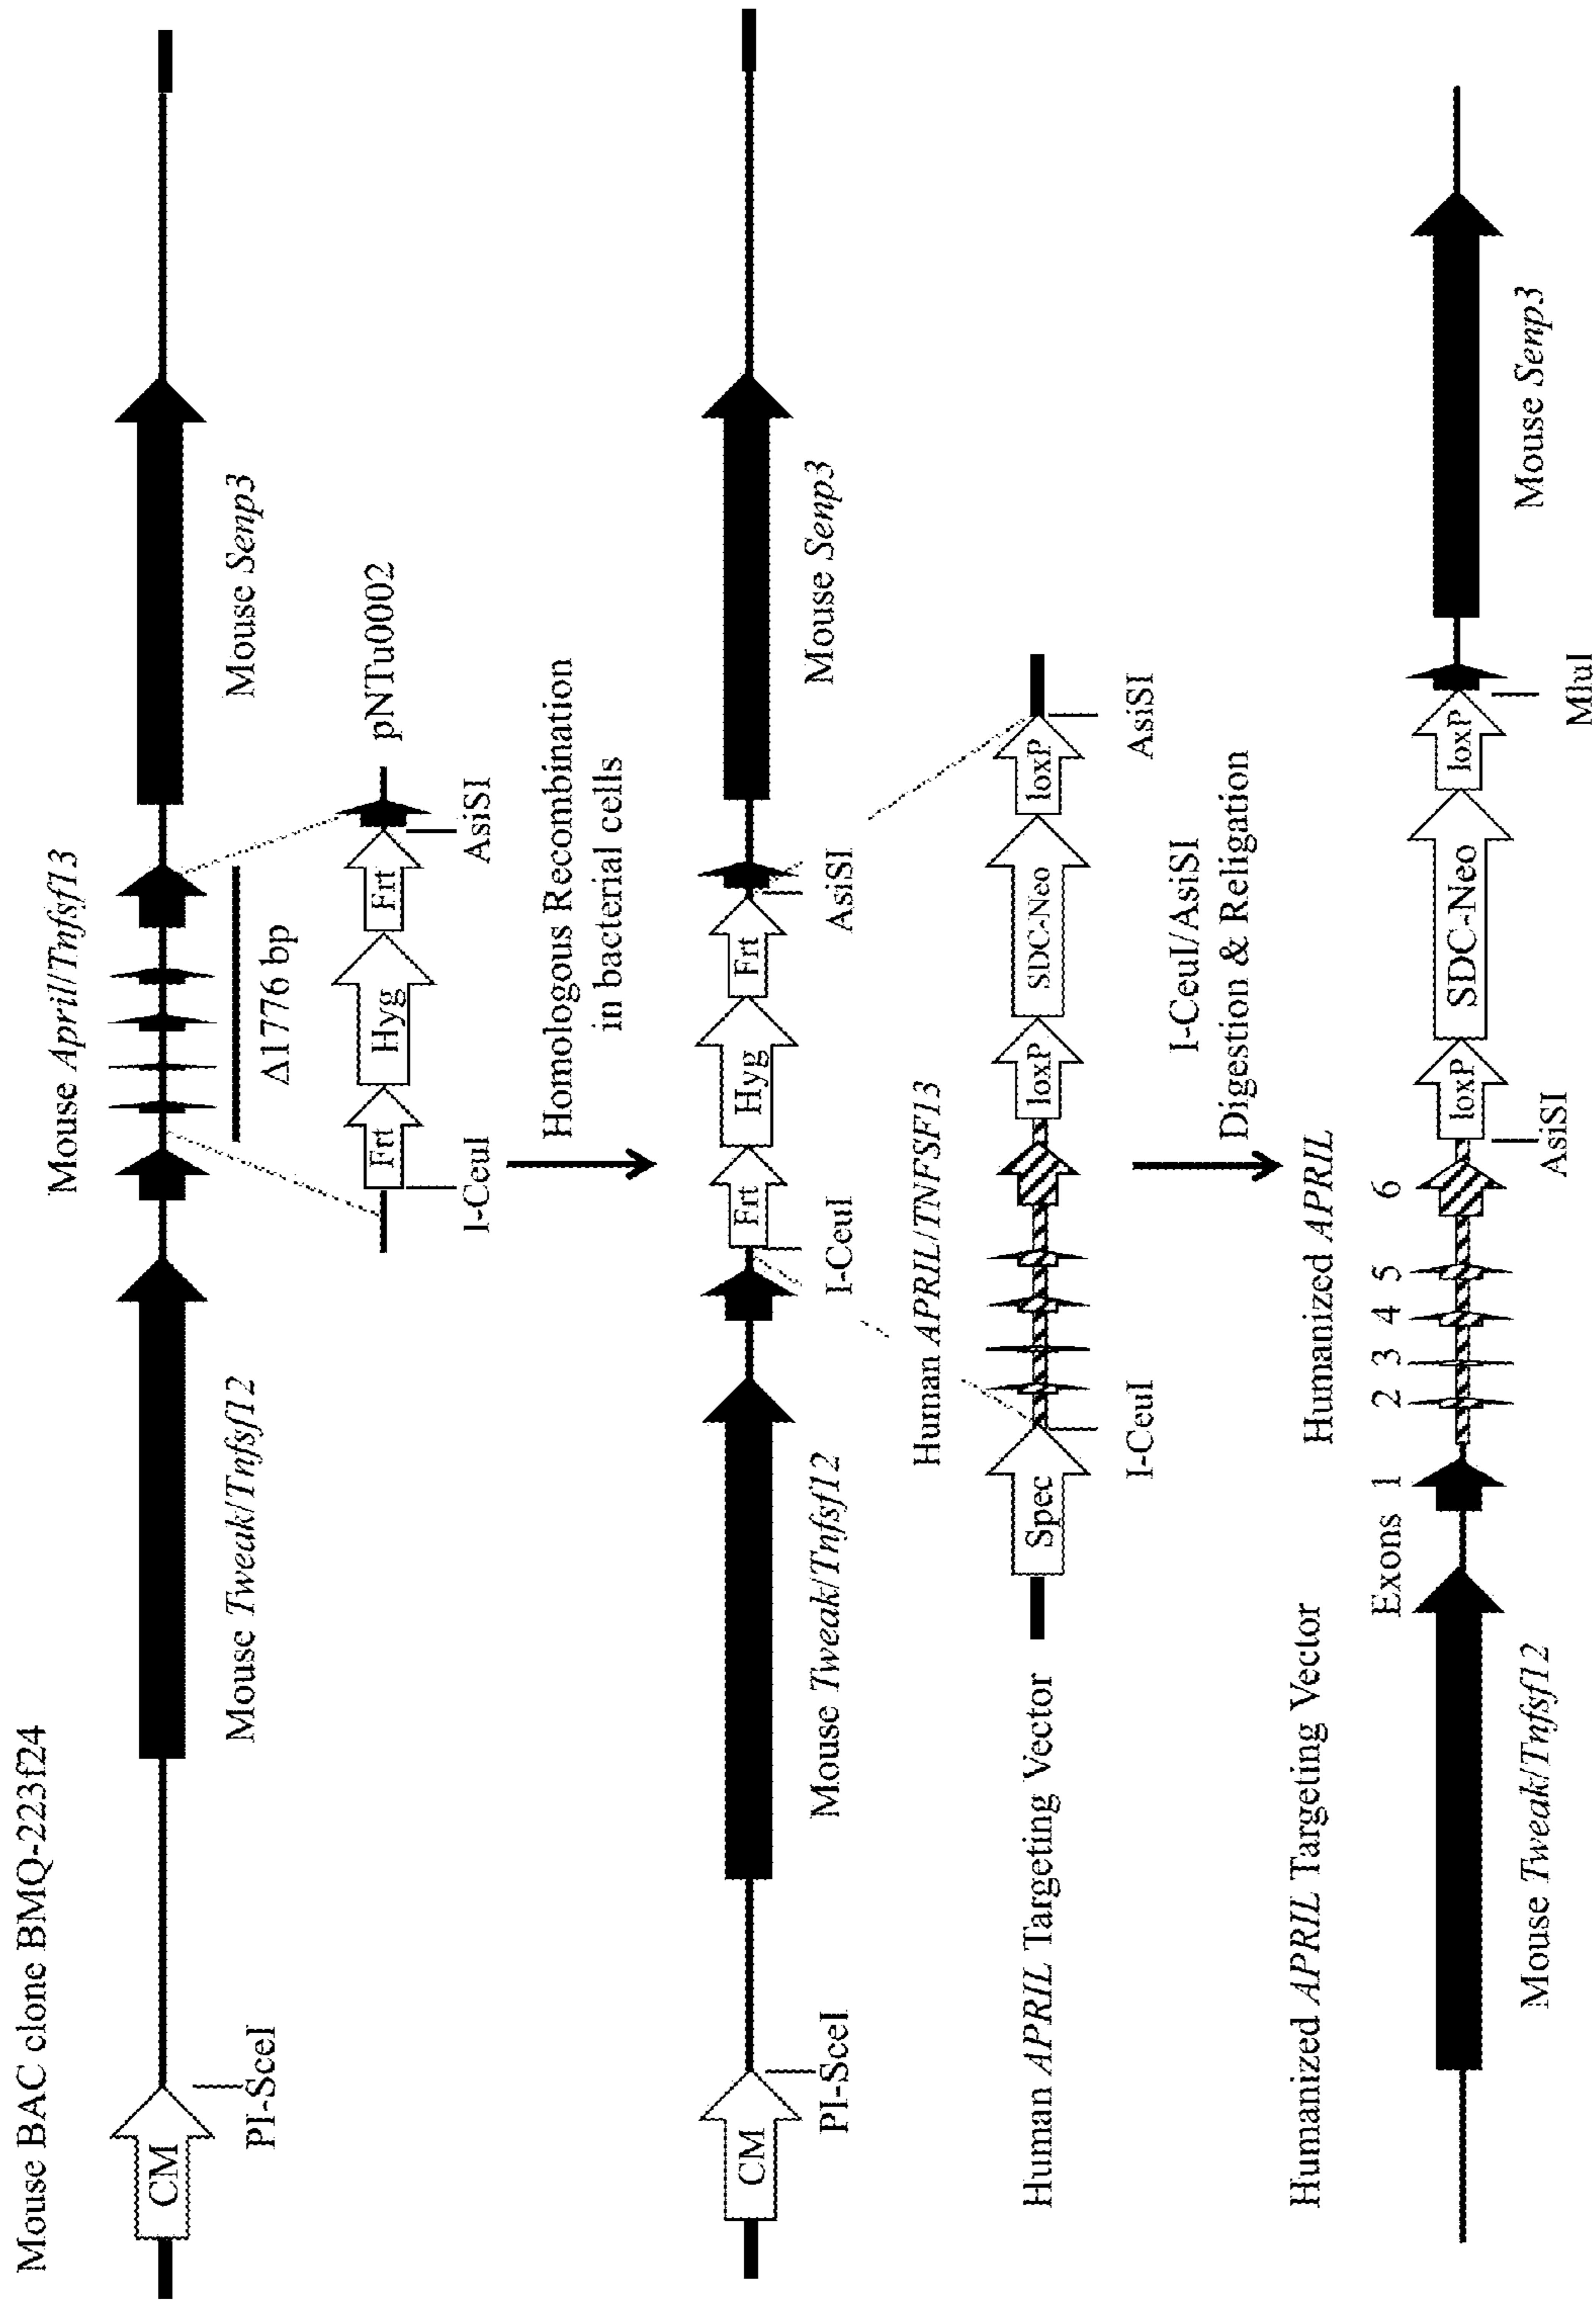 Mouse BAC clone BMQ-223f24
Mouse April/Tnfsf13
CM
PI-SceI
Mouse Tweak/Tnfsf12
Δ1776 bp
Mouse Senp3
Frt
Hyg
Frt
pNTu0002
I-CeuI
AsiSI
Homologous Recombination
in bacterial cells
CM
Frt
Hyg
Frt
PI-SceI
Mouse Tweak/Tnfsf12
I-CeuI
AsiSI
Mouse Senp3
Human APRIL/TNFSF13
Human APRIL Targeting Vector
Spec
loxP
SDC-Neo
loxP
I-CeuI
AsiSI
I-CeuI/AsiSI
Digestion & Religation
Humanized APRIL Targeting Vector
Humanized APRIL
Exons 1 2 3 4 5 6
loxP
SDC-Neo
loxP
Mouse Tweak/Tnfsf12
AsiSI
MluI
Mouse Senp3